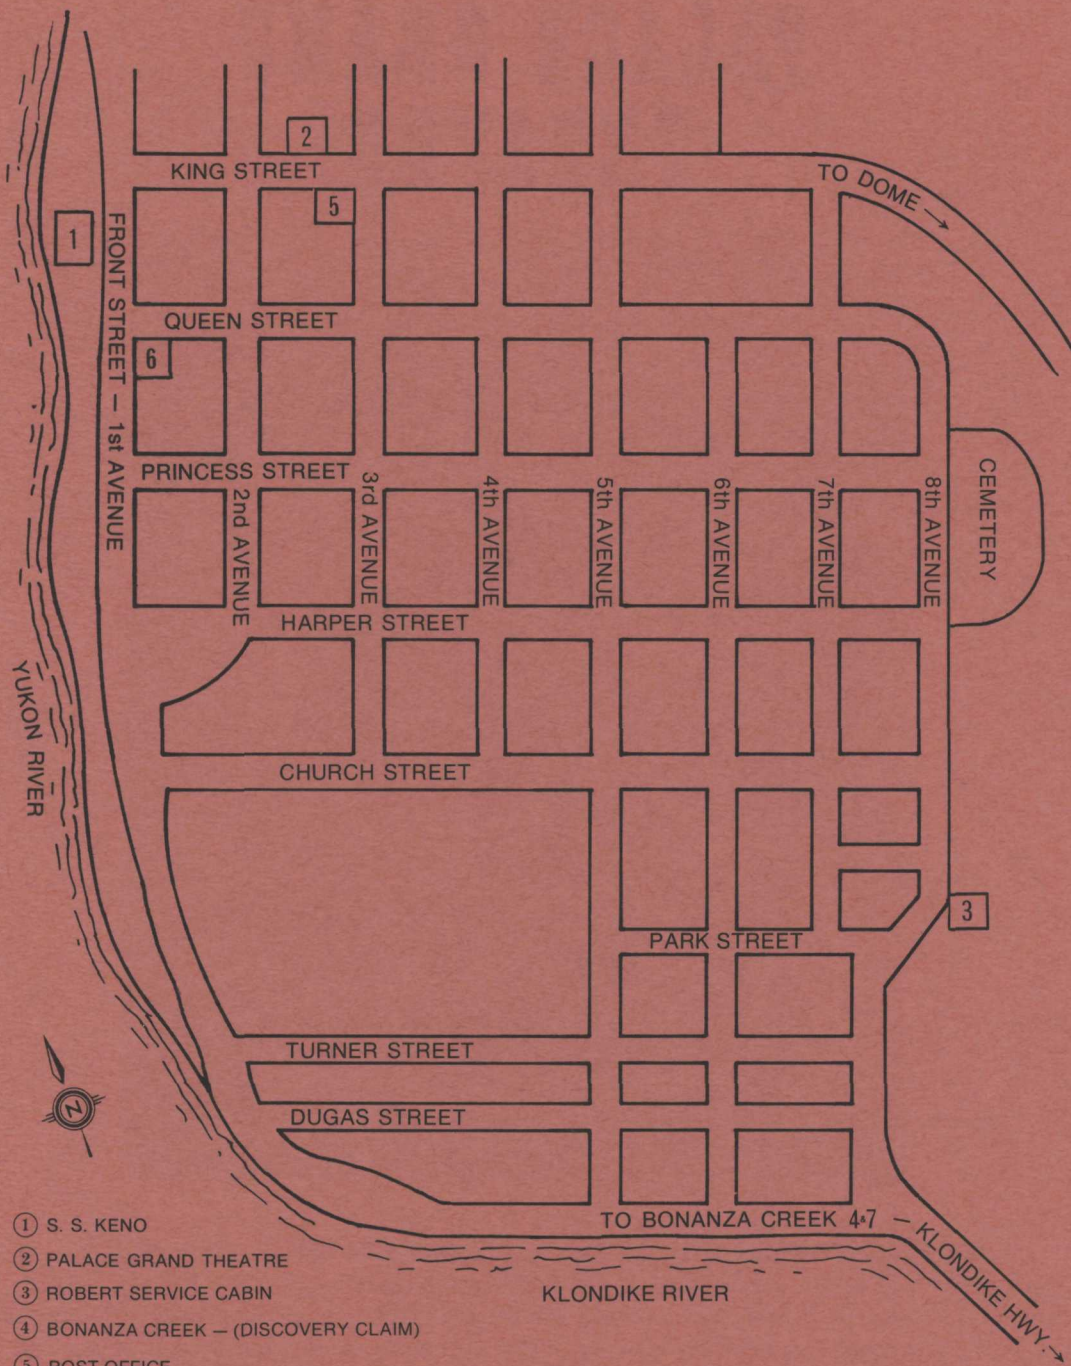 2
KING STREET
TO DOME →
5
1
FRONT STREET — 1st AVENUE
QUEEN STREET
6
PRINCESS STREET
2nd AVENUE
3rd AVENUE
4th AVENUE
5th AVENUE
6th AVENUE
7th AVENUE
8th AVENUE
CEMETERY
HARPER STREET
YUKON RIVER
CHURCH STREET
3
PARK STREET
TURNER STREET
N
DUGAS STREET
TO BONANZA CREEK 4&7 — KLONDIKE HWY. →
KLONDIKE RIVER
① S. S. KENO
② PALACE GRAND THEATRE
③ ROBERT SERVICE CABIN
④ BONANZA CREEK — (DISCOVERY CLAIM)
⑤ POST OFFICE